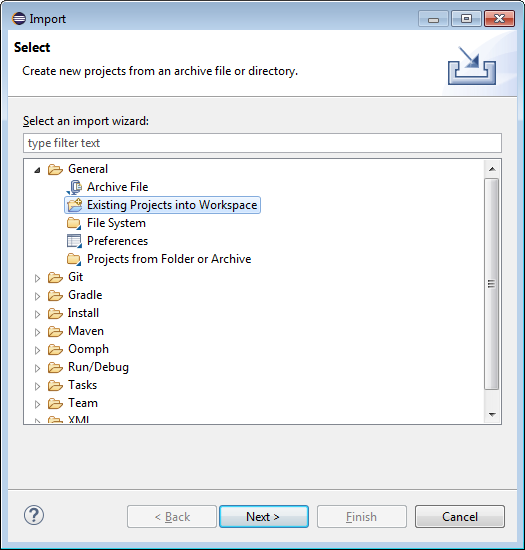 Import
Select
Create new projects from an archive file or directory.
Select an import wizard:
type filter text
General
Archive File
Existing Projects into Workspace
File System
Preferences
Projects from Folder or Archive
Git
Gradle
Install
Maven
Oomph
Run/Debug
Tasks
Team
XML
? < Back Next > Finish Cancel